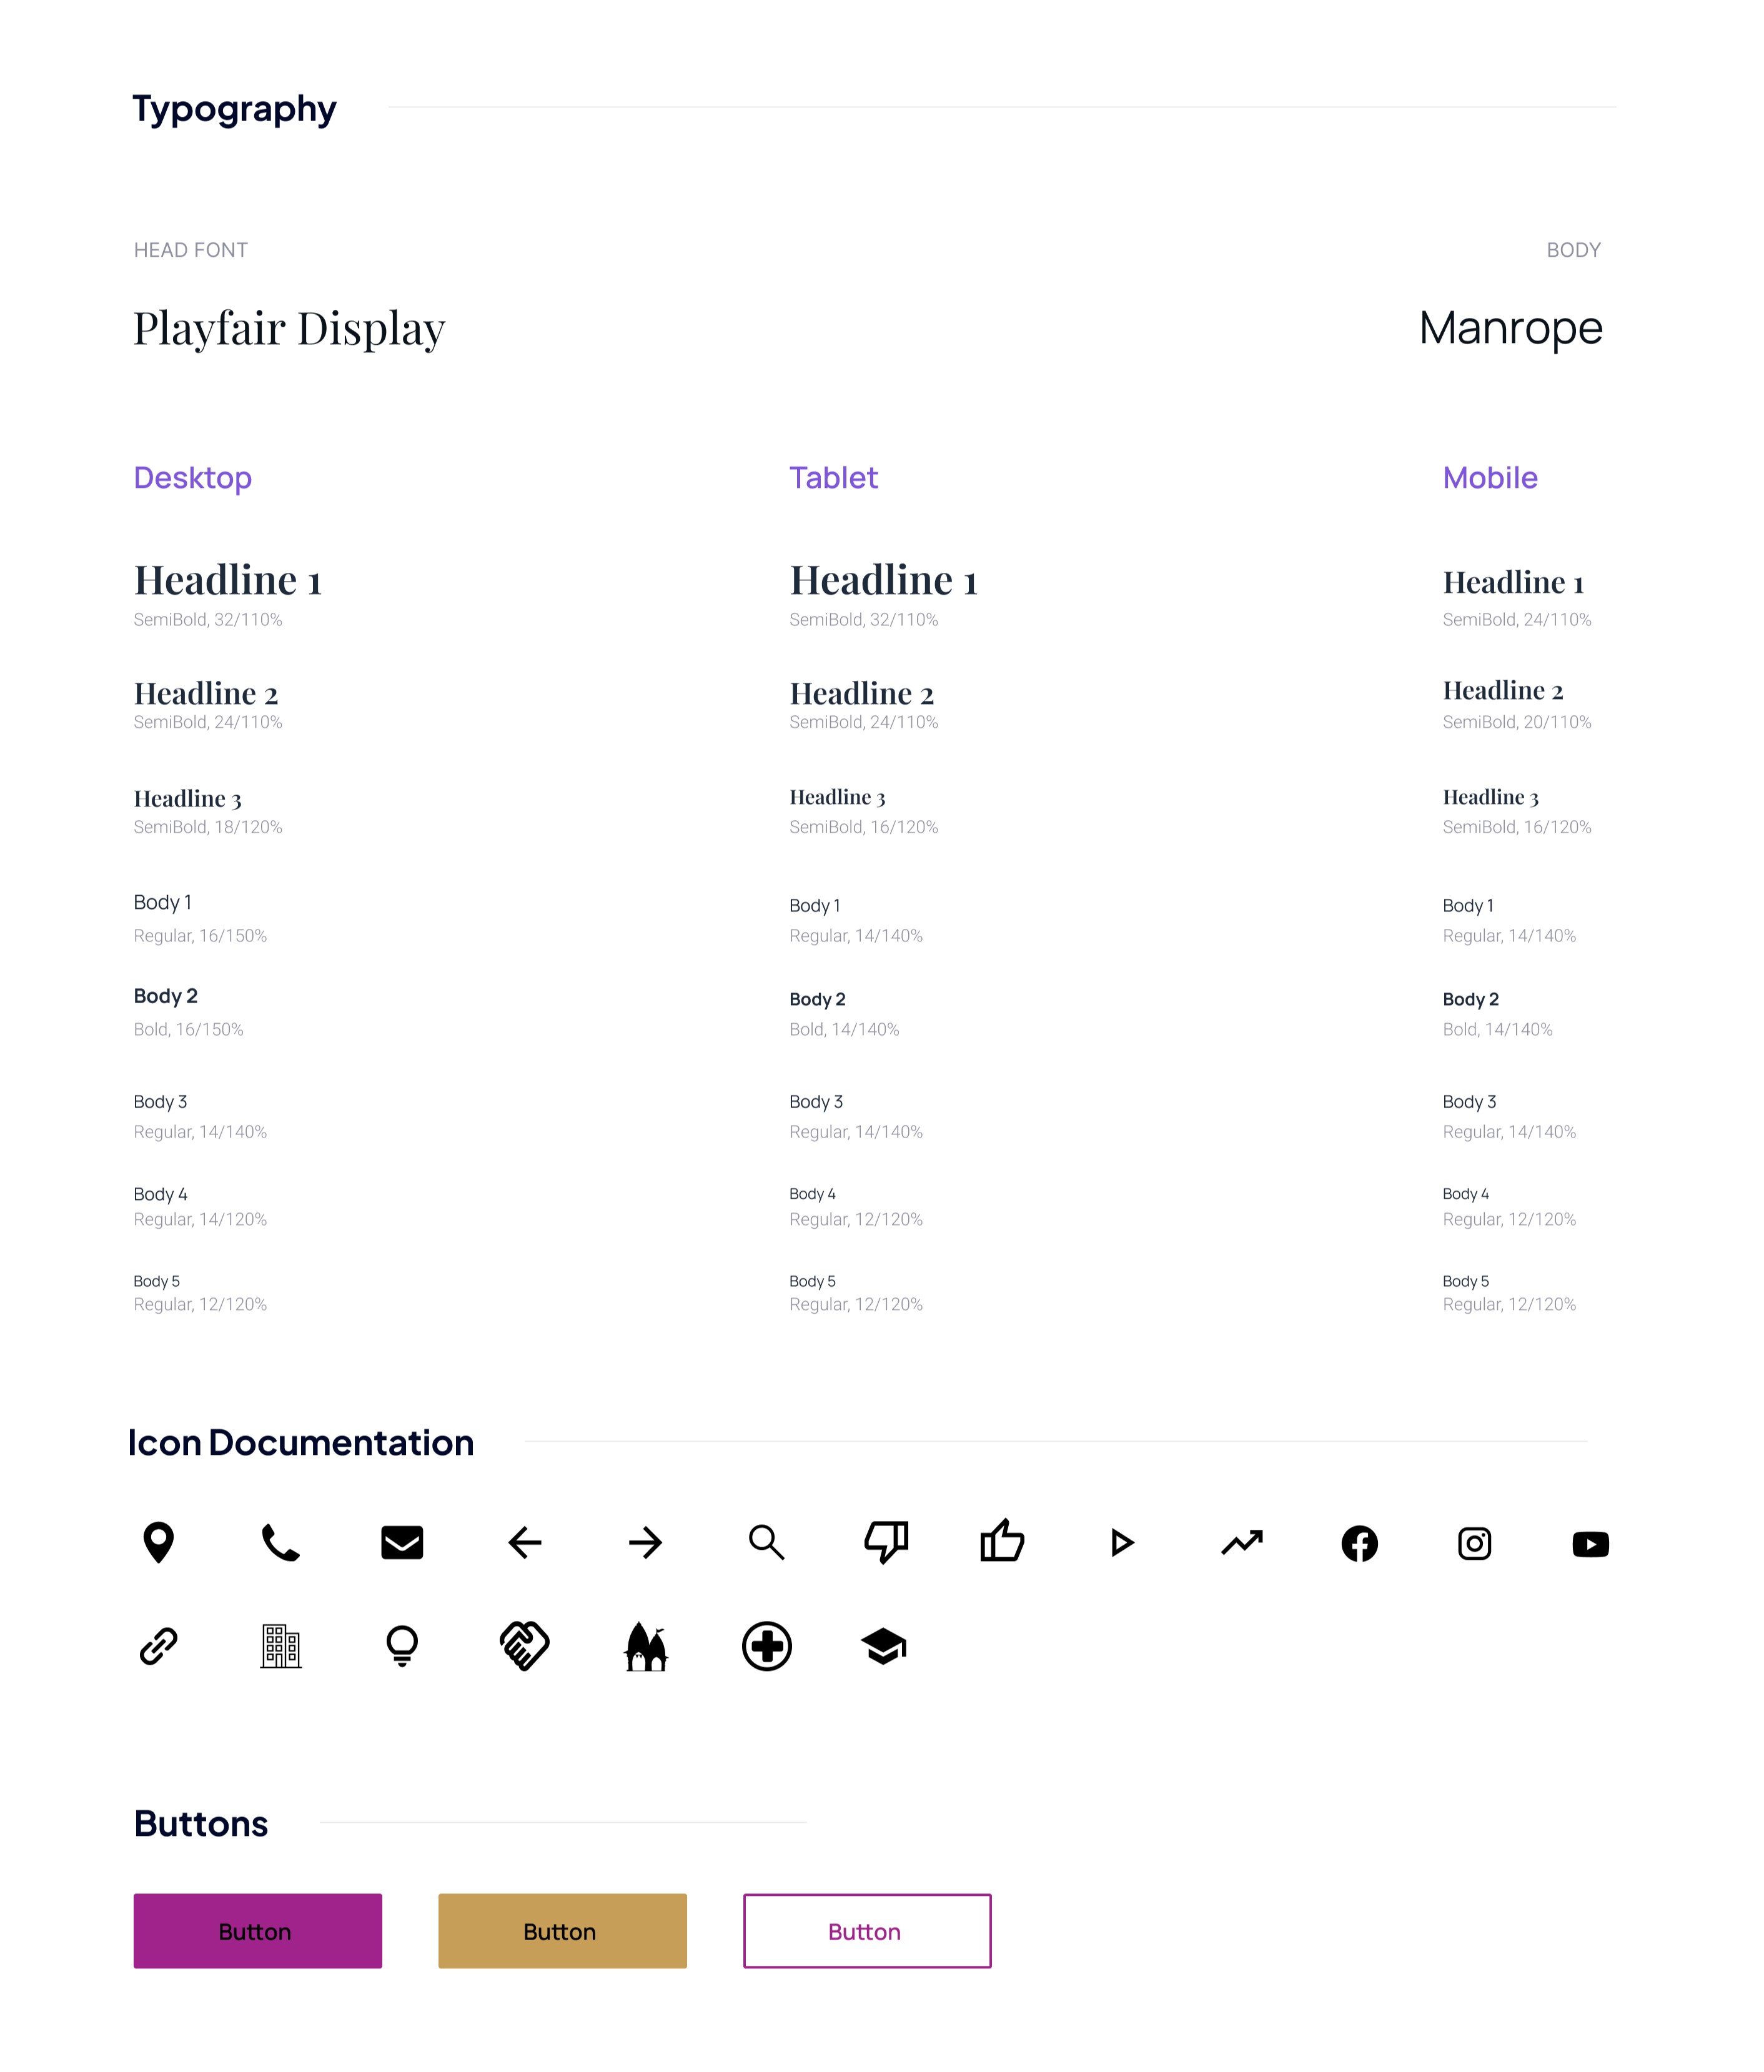 Typography
HEAD FONT
BODY
Playfair Display
Manrope
Desktop
Tablet
Mobile
Headline 1
Headline 1
Headline 1
SemiBold, 32/110%
SemiBold, 32/110%
SemiBold, 24/110%
Headline 2
Headline 2
Headline 2
SemiBold, 24/110%
SemiBold, 24/110%
SemiBold, 20/110%
Headline 3
Headline 3
Headline 3
SemiBold, 18/120%
SemiBold, 16/120%
SemiBold, 16/120%
Body 1
Body 1
Body 1
Regular, 16/150%
Regular, 14/140%
Regular, 14/140%
Body 2
Body 2
Body 2
Bold, 16/150%
Bold, 14/140%
Bold, 14/140%
Body 3
Body 3
Body 3
Regular, 14/140%
Regular, 14/140%
Regular, 14/140%
Body 4
Body 4
Body 4
Regular, 14/120%
Regular, 12/120%
Regular, 12/120%
Body 5
Body 5
Body 5
Regular, 12/120%
Regular, 12/120%
Regular, 12/120%
Icon Documentation
Buttons
Button
Button
Button